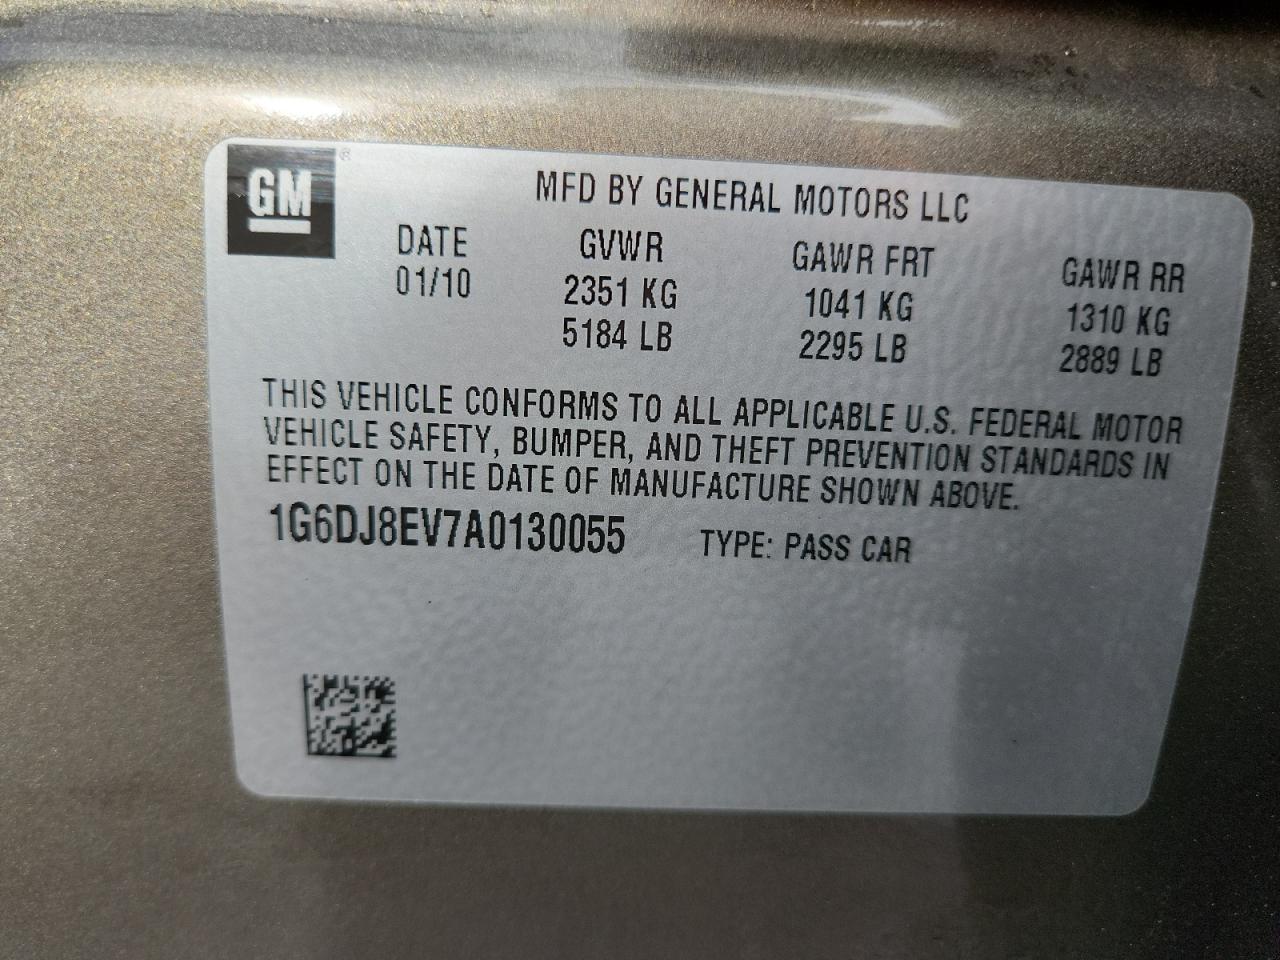 GM ®
MFD BY GENERAL MOTORS LLC
DATE GVWR GAWR FRT GAWR RR
01/10 2351 KG 1041 KG 1310 KG
5184 LB 2295 LB 2889 LB
THIS VEHICLE CONFORMS TO ALL APPLICABLE U.S. FEDERAL MOTOR
VEHICLE SAFETY, BUMPER, AND THEFT PREVENTION STANDARDS IN
EFFECT ON THE DATE OF MANUFACTURE SHOWN ABOVE.
1G6DJ8EV7A0130055 TYPE: PASS CAR